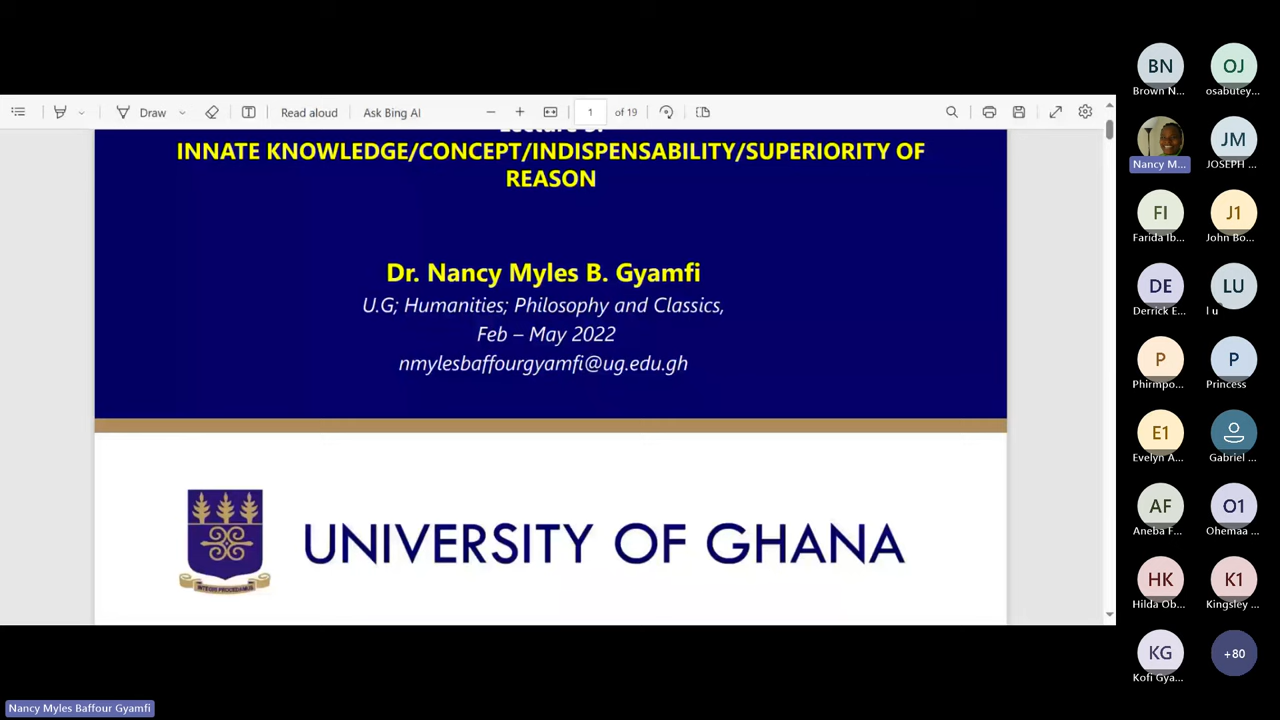 Draw
Read aloud
Ask Bing AI
1
of 19
INNATE KNOWLEDGE/CONCEPT/INDISPENSABILITY/SUPERIORITY OF
REASON
Dr. Nancy Myles B. Gyamfi
U.G; Humanities; Philosophy and Classics,
Feb – May 2022
nmylesbaffourgyamfi@ug.edu.gh
INTEGRI PROCEDAMUS
UNIVERSITY OF GHANA
BN
Brown N...
OJ
osabutey...
Nancy M...
JM
JOSEPH ...
FI
Farida Ib...
J1
John Bo...
DE
Derrick E...
LU
l u
P
Phirmpo...
P
Princess
E1
Evelyn A...
Gabriel ...
AF
Aneba F...
O1
Ohemaa ...
HK
Hilda Ob...
K1
Kingsley ...
KG
Kofi Gya...
+80
Nancy Myles Baffour Gyamfi